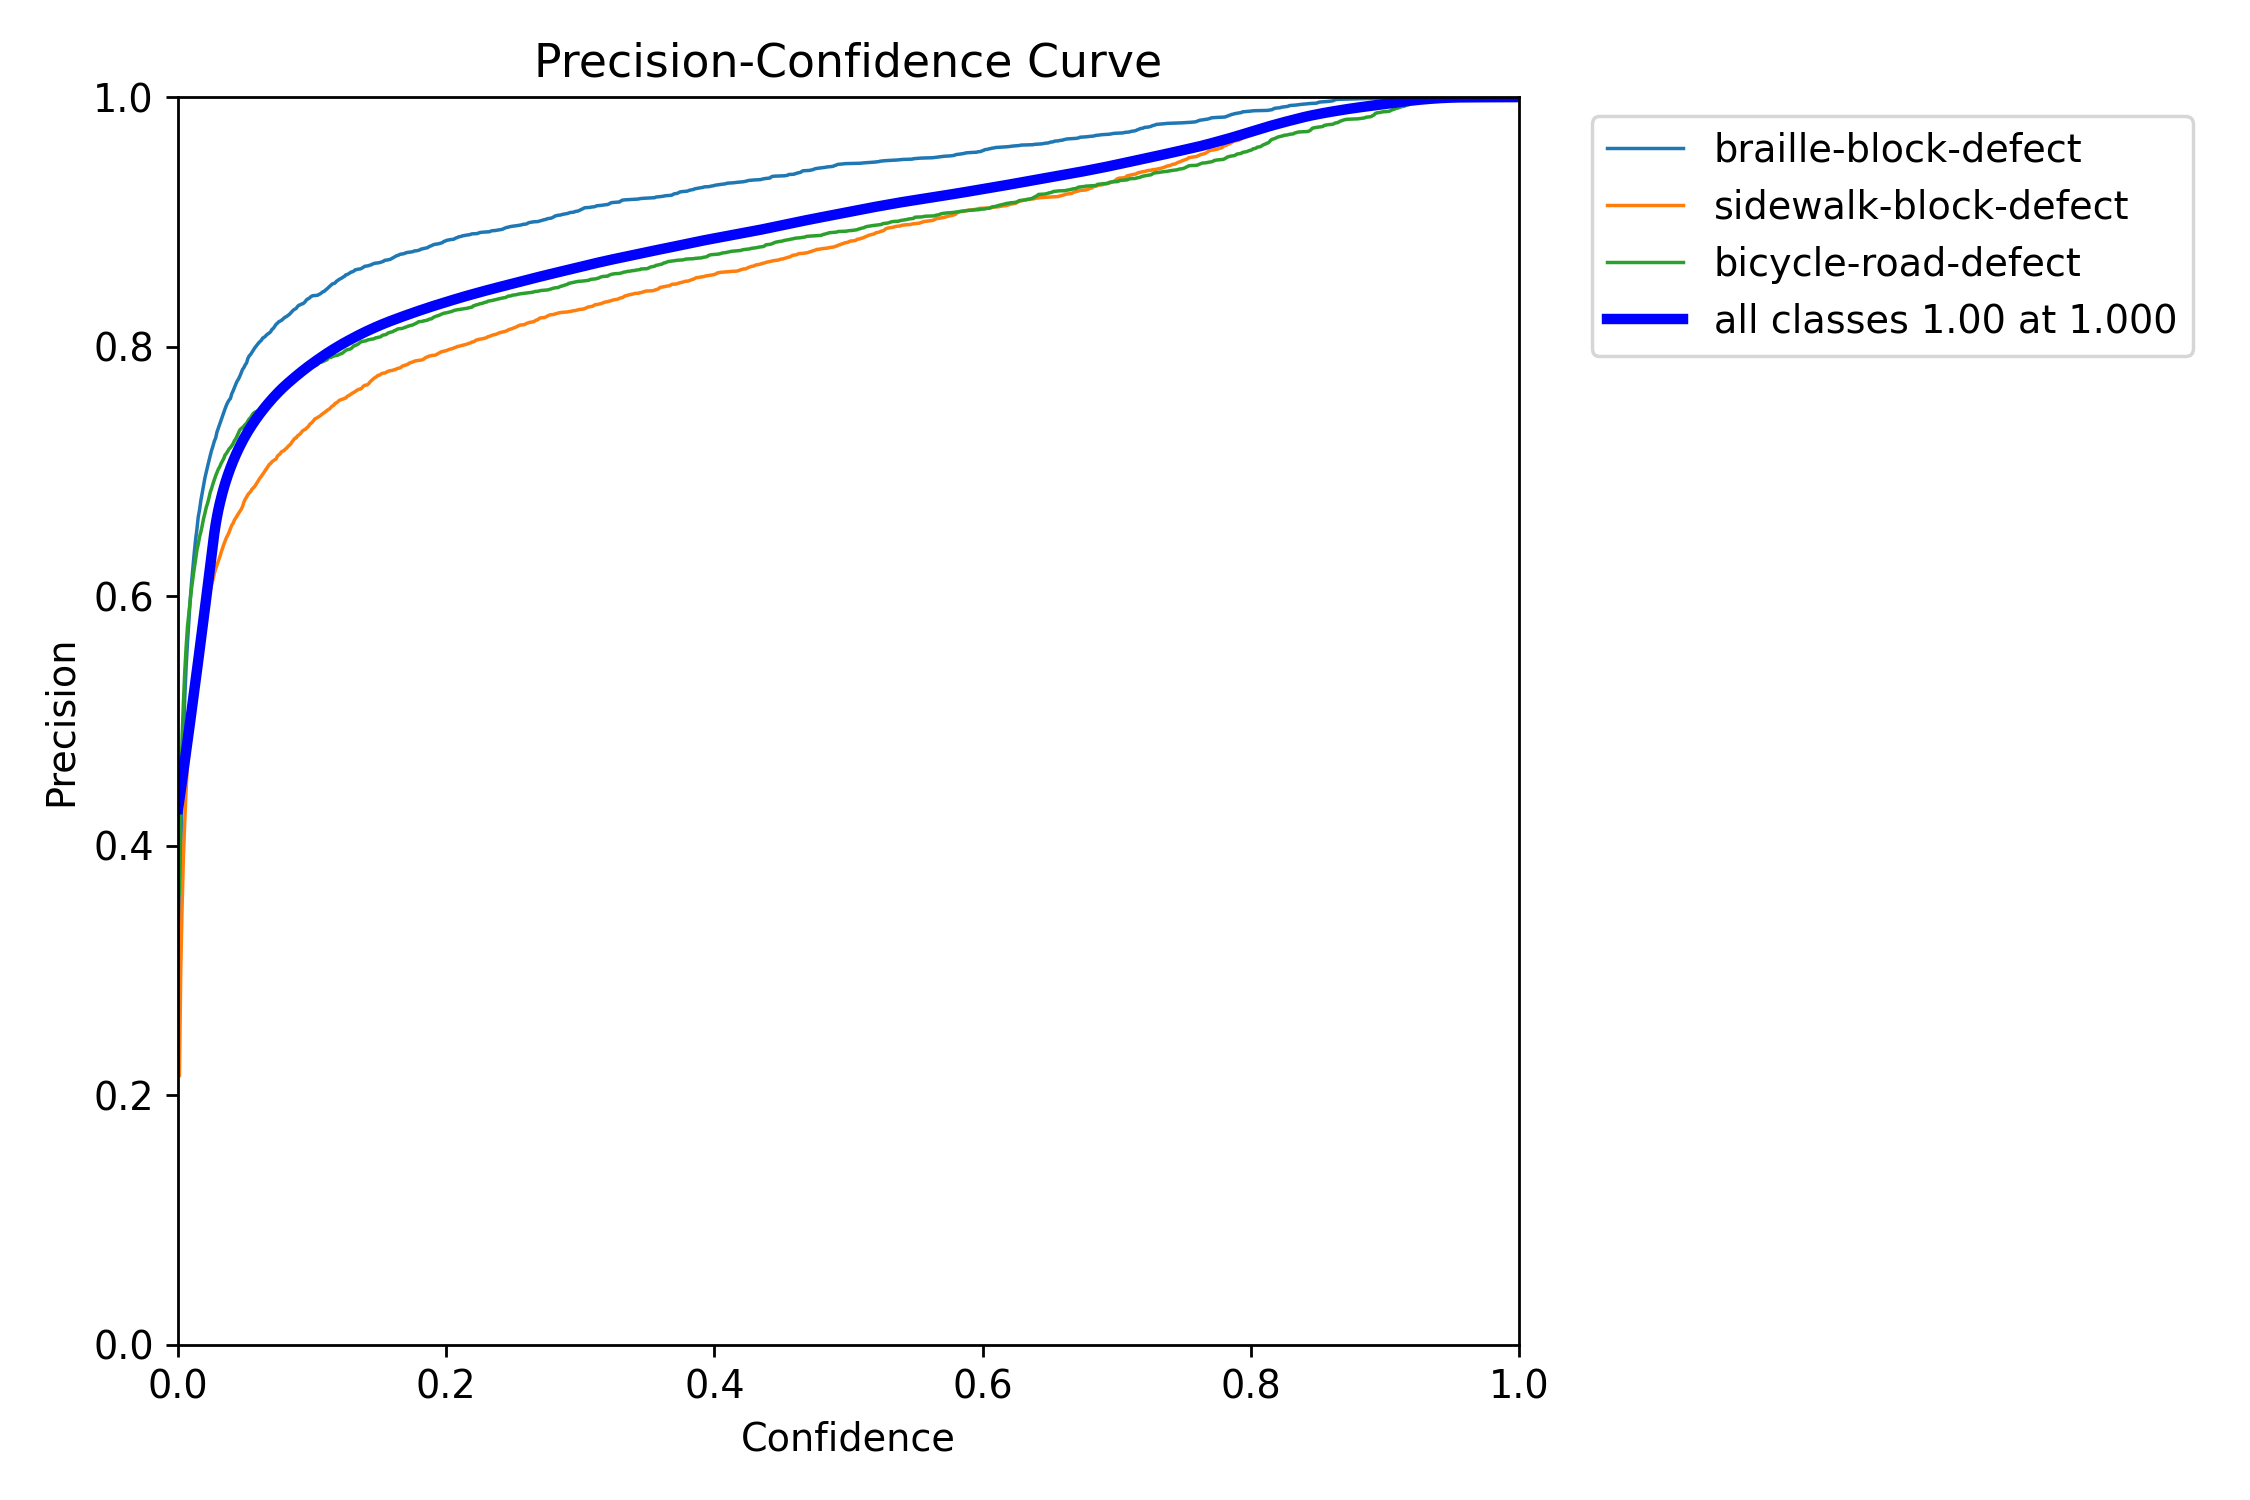 Precision-Confidence Curve
1.0
0.8
0.6
0.4
0.2
0.0
Precision
0.0 0.2 0.4 0.6 0.8 1.0
Confidence
braille-block-defect
sidewalk-block-defect
bicycle-road-defect
all classes 1.00 at 1.000